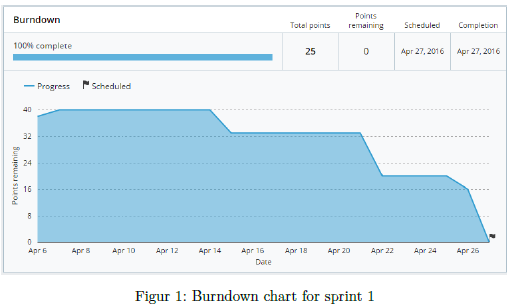 Burndown
Total points
Points remaining
Scheduled
Completion
100% complete
25
0
Apr 27, 2016
Apr 27, 2016
Progress
Scheduled
40
32
24
16
8
0
Points remaining
Apr 6
Apr 8
Apr 10
Apr 12
Apr 14
Apr 16
Apr 18
Apr 20
Apr 22
Apr 24
Apr 26
Date
Figur 1: Burndown chart for sprint 1